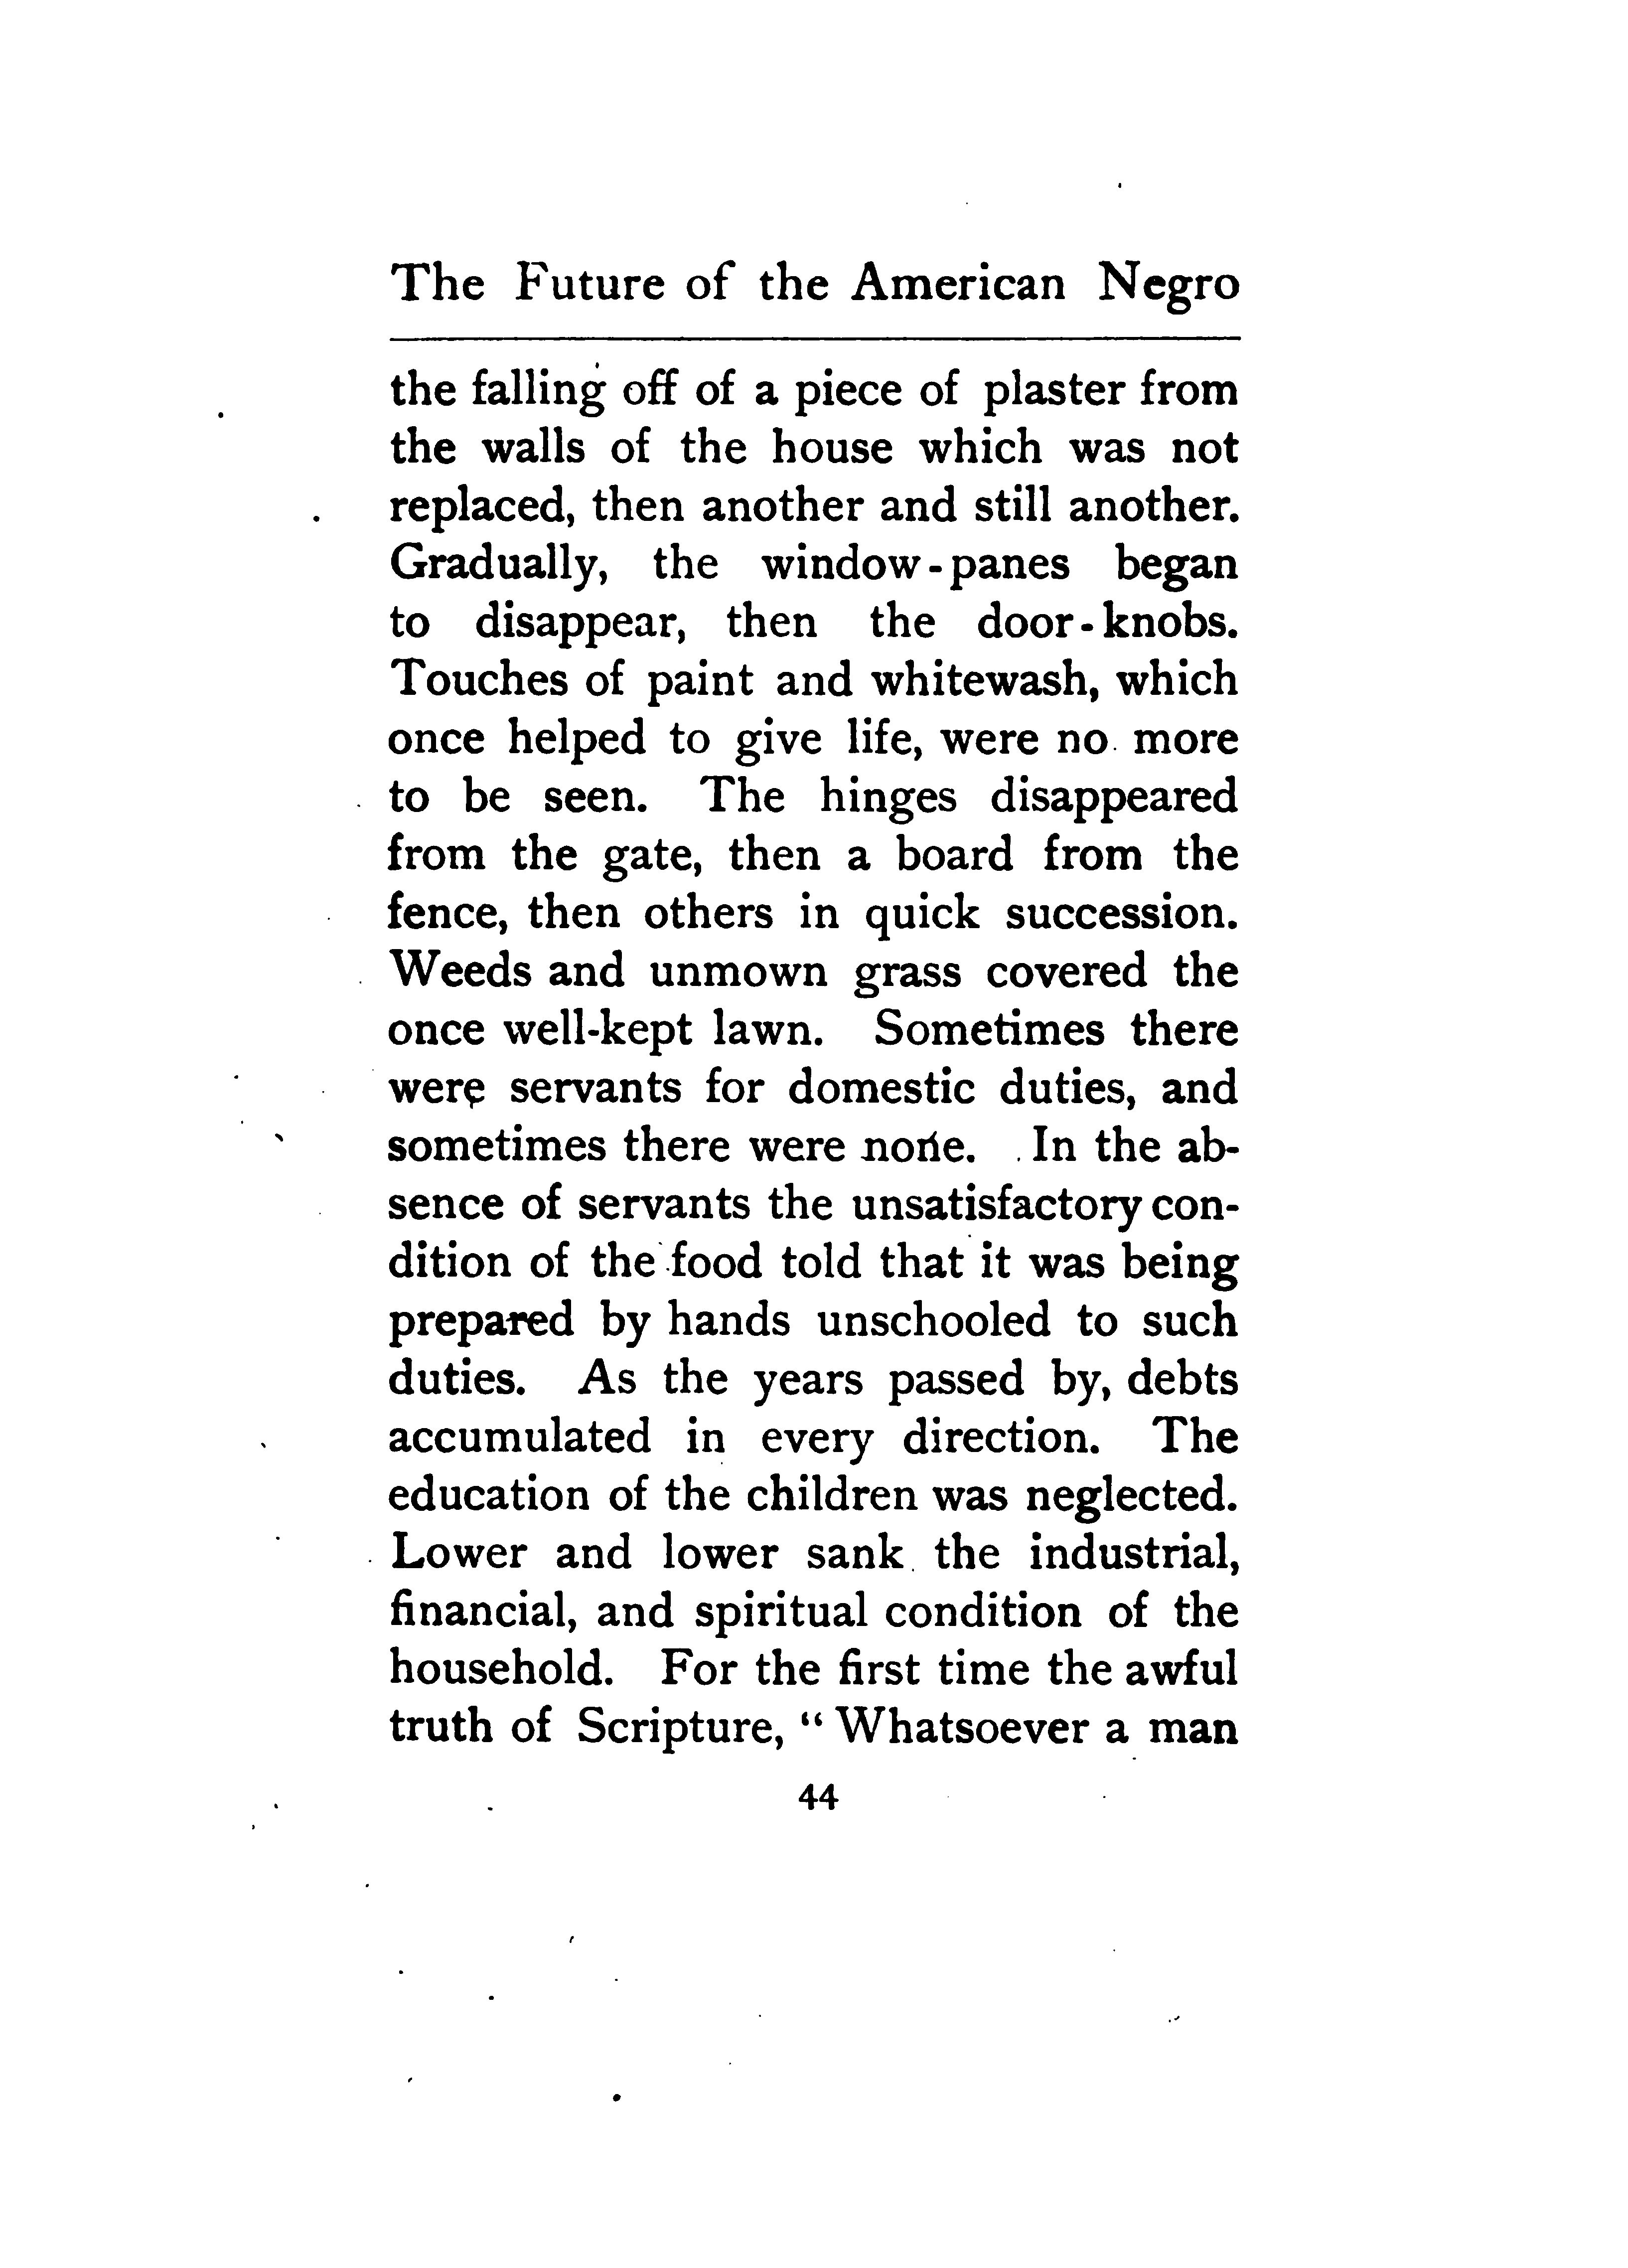 The Future of the American Negro
the falling off of a piece of plaster from
the walls of the house which was not
replaced, then another and still another.
Gradually, the window-panes began
to disappear, then the door-knobs.
Touches of paint and whitewash, which
once helped to give life, were no more
to be seen. The hinges disappeared
from the gate, then a board from the
fence, then others in quick succession.
Weeds and unmown grass covered the
once well-kept lawn. Sometimes there
were servants for domestic duties, and
sometimes there were none. In the ab-
sence of servants the unsatisfactory con-
dition of the food told that it was being
prepared by hands unschooled to such
duties. As the years passed by, debts
accumulated in every direction. The
education of the children was neglected.
Lower and lower sank the industrial,
financial, and spiritual condition of the
household. For the first time the awful
truth of Scripture, “Whatsoever a man
44